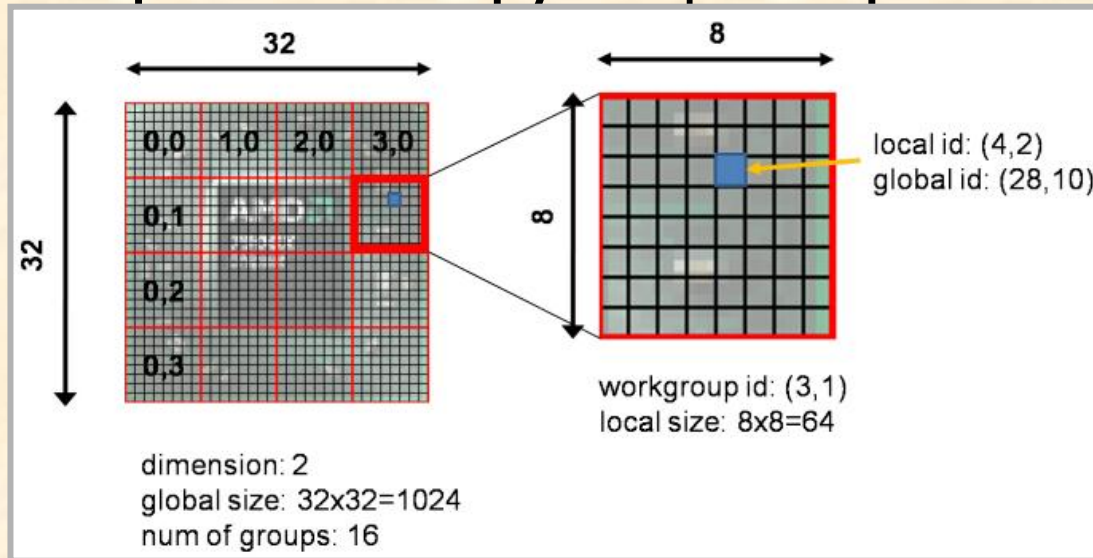 32
8
32
0,0 1,0 2,0 3,0
0,1
0,2
0,3
AMD
8
local id: (4,2)
global id: (28,10)
workgroup id: (3,1)
local size: 8x8=64
dimension: 2
global size: 32x32=1024
num of groups: 16